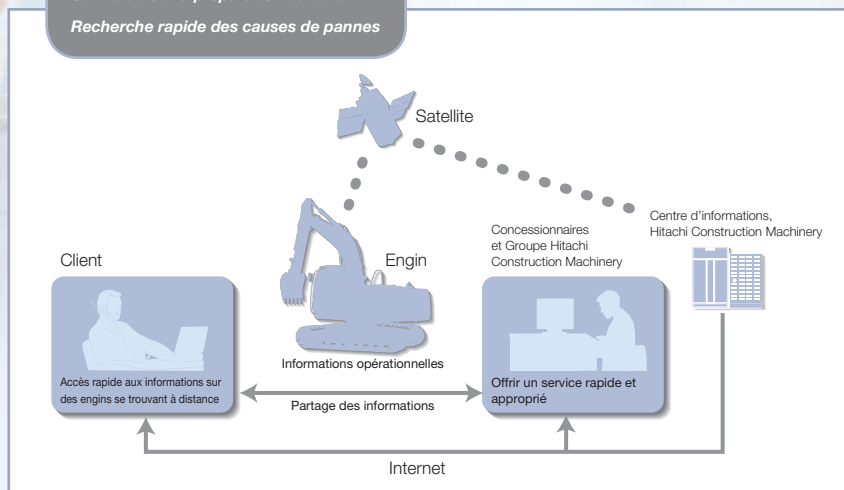 Recherche rapide des causes de pannes
Satellite
Centre d'informations,
Hitachi Construction Machinery
Concessionnaires
et Groupe Hitachi
Construction Machinery
Client
Engin
Informations opérationnelles
Accès rapide aux informations sur
des engins se trouvant à distance
Offrir un service rapide et
approprié
Partage des informations
Internet